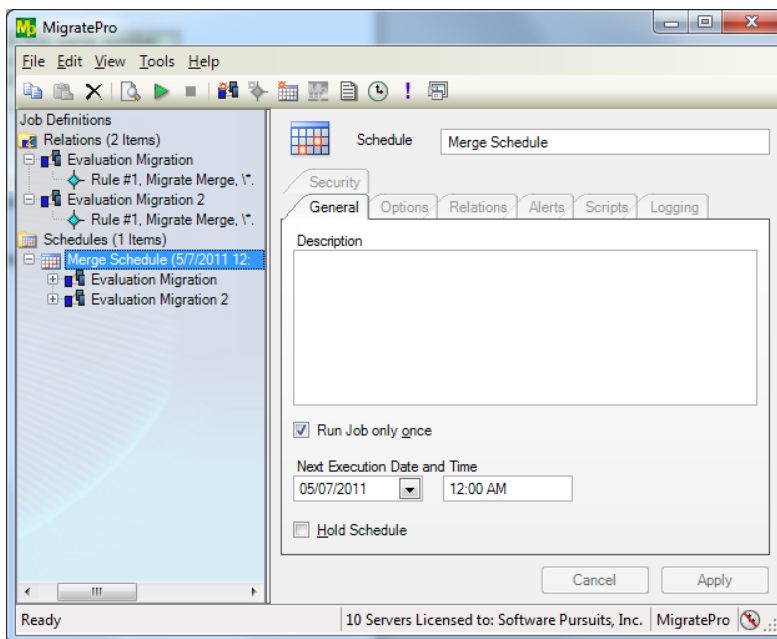 Mp MigratePro
File Edit View Tools Help
Job Definitions
Relations (2 Items)
Evaluation Migration
Rule #1, Migrate Merge, \*.
Evaluation Migration 2
Rule #1, Migrate Merge, \*.
Schedules (1 Items)
Merge Schedule (5/7/2011 12:
Evaluation Migration
Evaluation Migration 2
Schedule Merge Schedule
Security
General Options Relations Alerts Scripts Logging
Description
Run Job only once
Next Execution Date and Time
05/07/2011 12:00 AM
Hold Schedule
Cancel Apply
Ready 10 Servers Licensed to: Software Pursuits, Inc. MigratePro